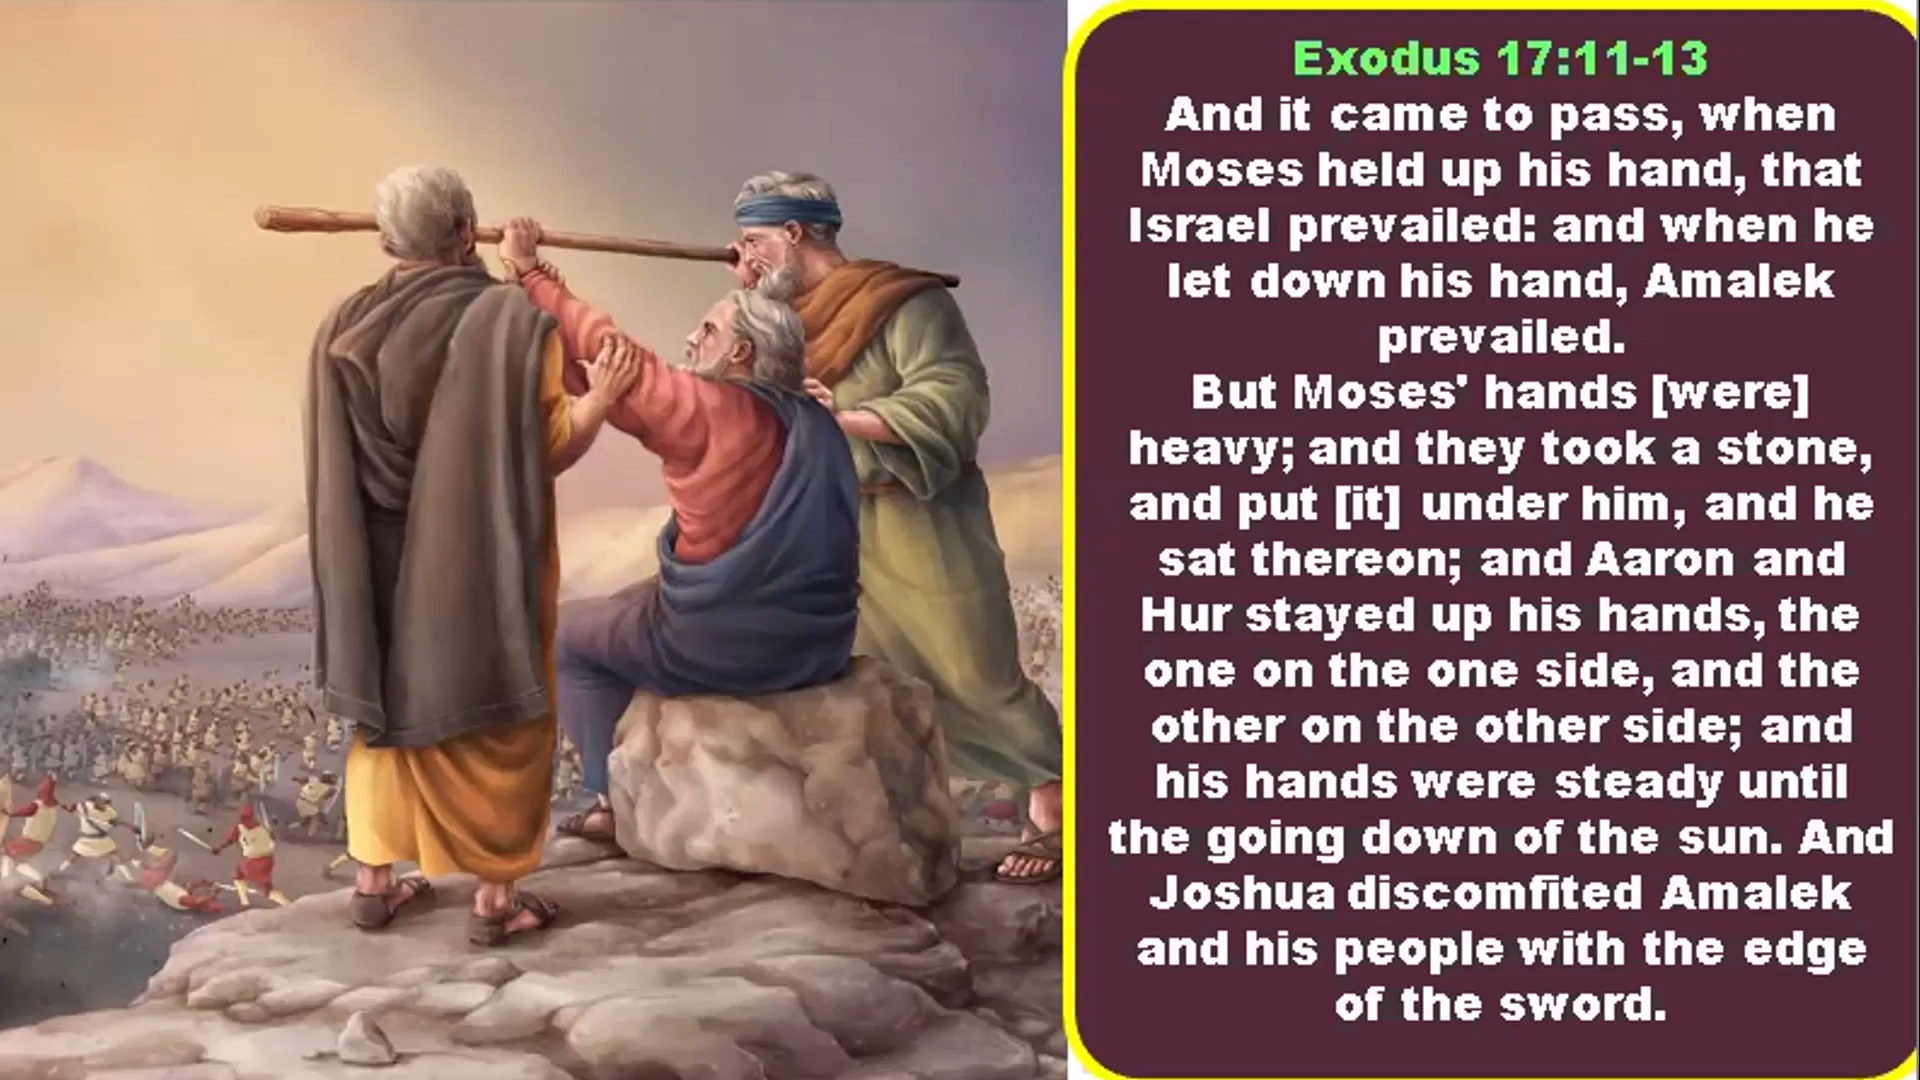 Exodus 17:11-13
And it came to pass, when
Moses held up his hand, that
Israel prevailed: and when he
let down his hand, Amalek
prevailed.
But Moses' hands [were]
heavy; and they took a stone,
and put [it] under him, and he
sat thereon; and Aaron and
Hur stayed up his hands, the
one on the one side, and the
other on the other side; and
his hands were steady until
the going down of the sun. And
Joshua discomfited Amalek
and his people with the edge
of the sword.